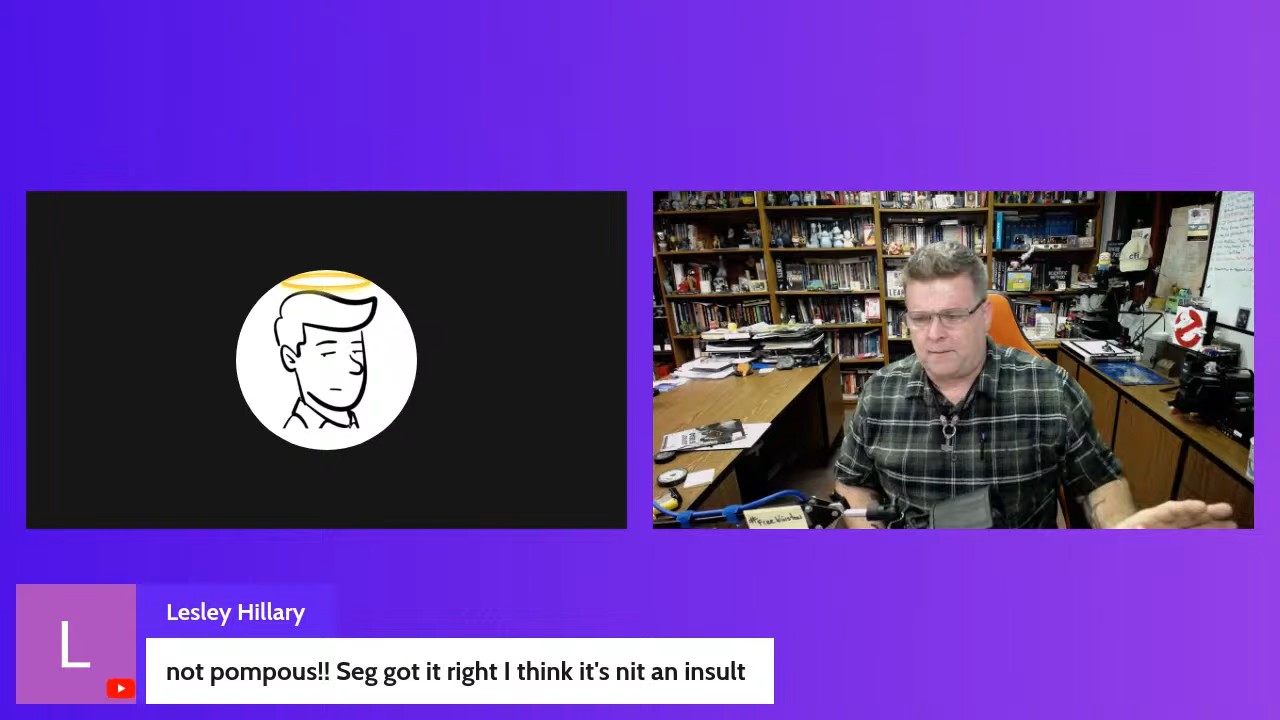 Lesley Hillary
L
not pompous!! Seg got it right I think it's nit an insult